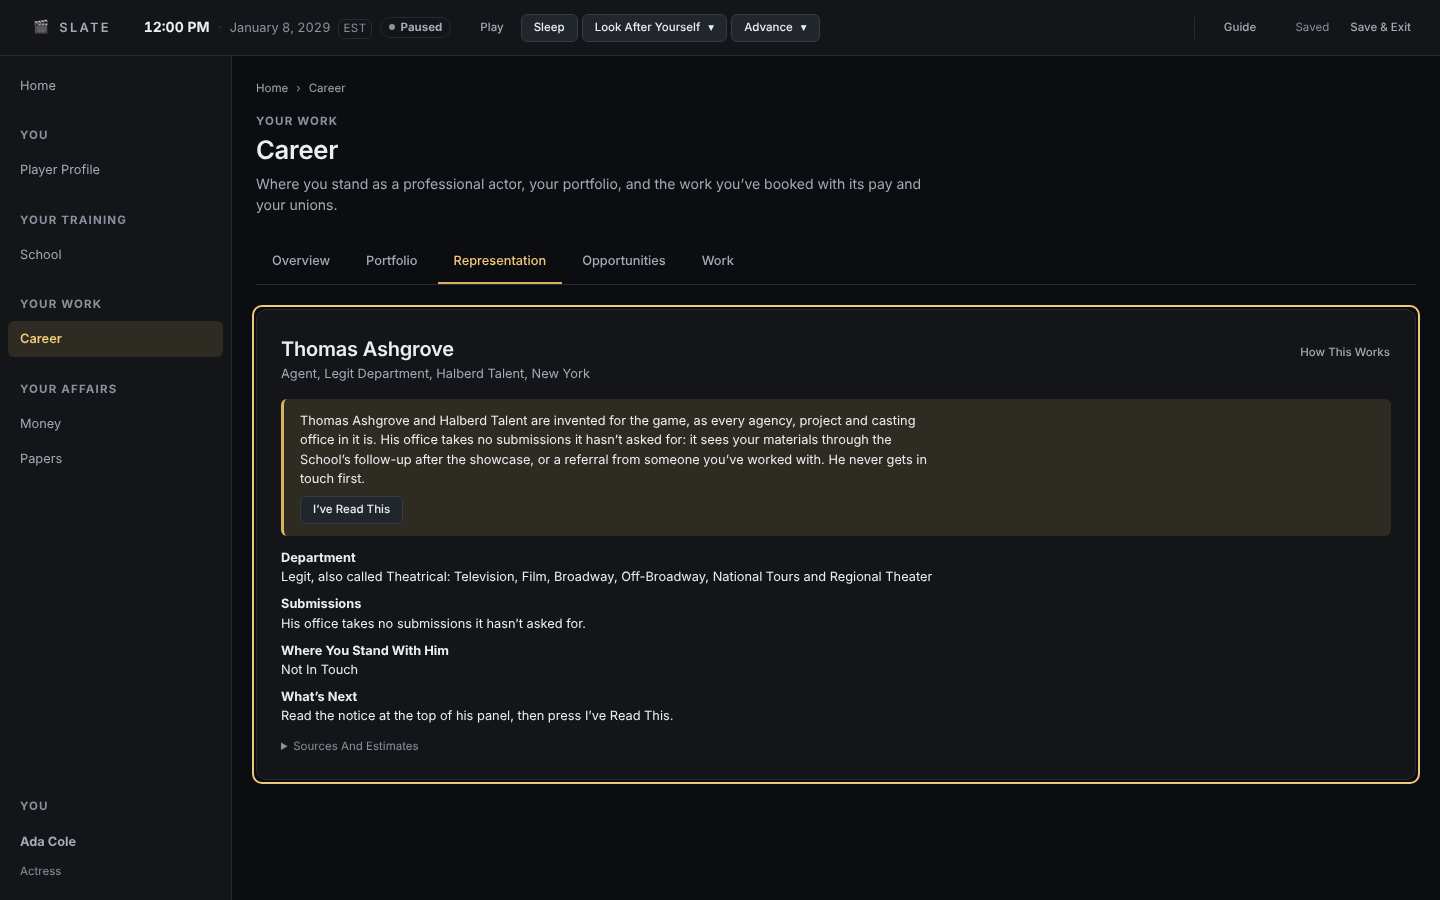 SLATE
12:00 PM · January 8, 2029 EST Paused Play Sleep Look After Yourself ▾ Advance ▾ Guide Saved Save & Exit
Home
YOU
Player Profile
YOUR TRAINING
School
YOUR WORK
Career
YOUR AFFAIRS
Money
Papers
YOU
Ada Cole
Actress
Home › Career
YOUR WORK
Career
Where you stand as a professional actor, your portfolio, and the work you’ve booked with its pay and
your unions.
Overview Portfolio Representation Opportunities Work
Thomas Ashgrove
How This Works
Agent, Legit Department, Halberd Talent, New York
Thomas Ashgrove and Halberd Talent are invented for the game, as every agency, project and casting
office in it is. His office takes no submissions it hasn’t asked for: it sees your materials through the
School’s follow-up after the showcase, or a referral from someone you’ve worked with. He never gets in
touch first.
I’ve Read This
Department
Legit, also called Theatrical: Television, Film, Broadway, Off-Broadway, National Tours and Regional Theater
Submissions
His office takes no submissions it hasn’t asked for.
Where You Stand With Him
Not In Touch
What’s Next
Read the notice at the top of his panel, then press I’ve Read This.
▶ Sources And Estimates